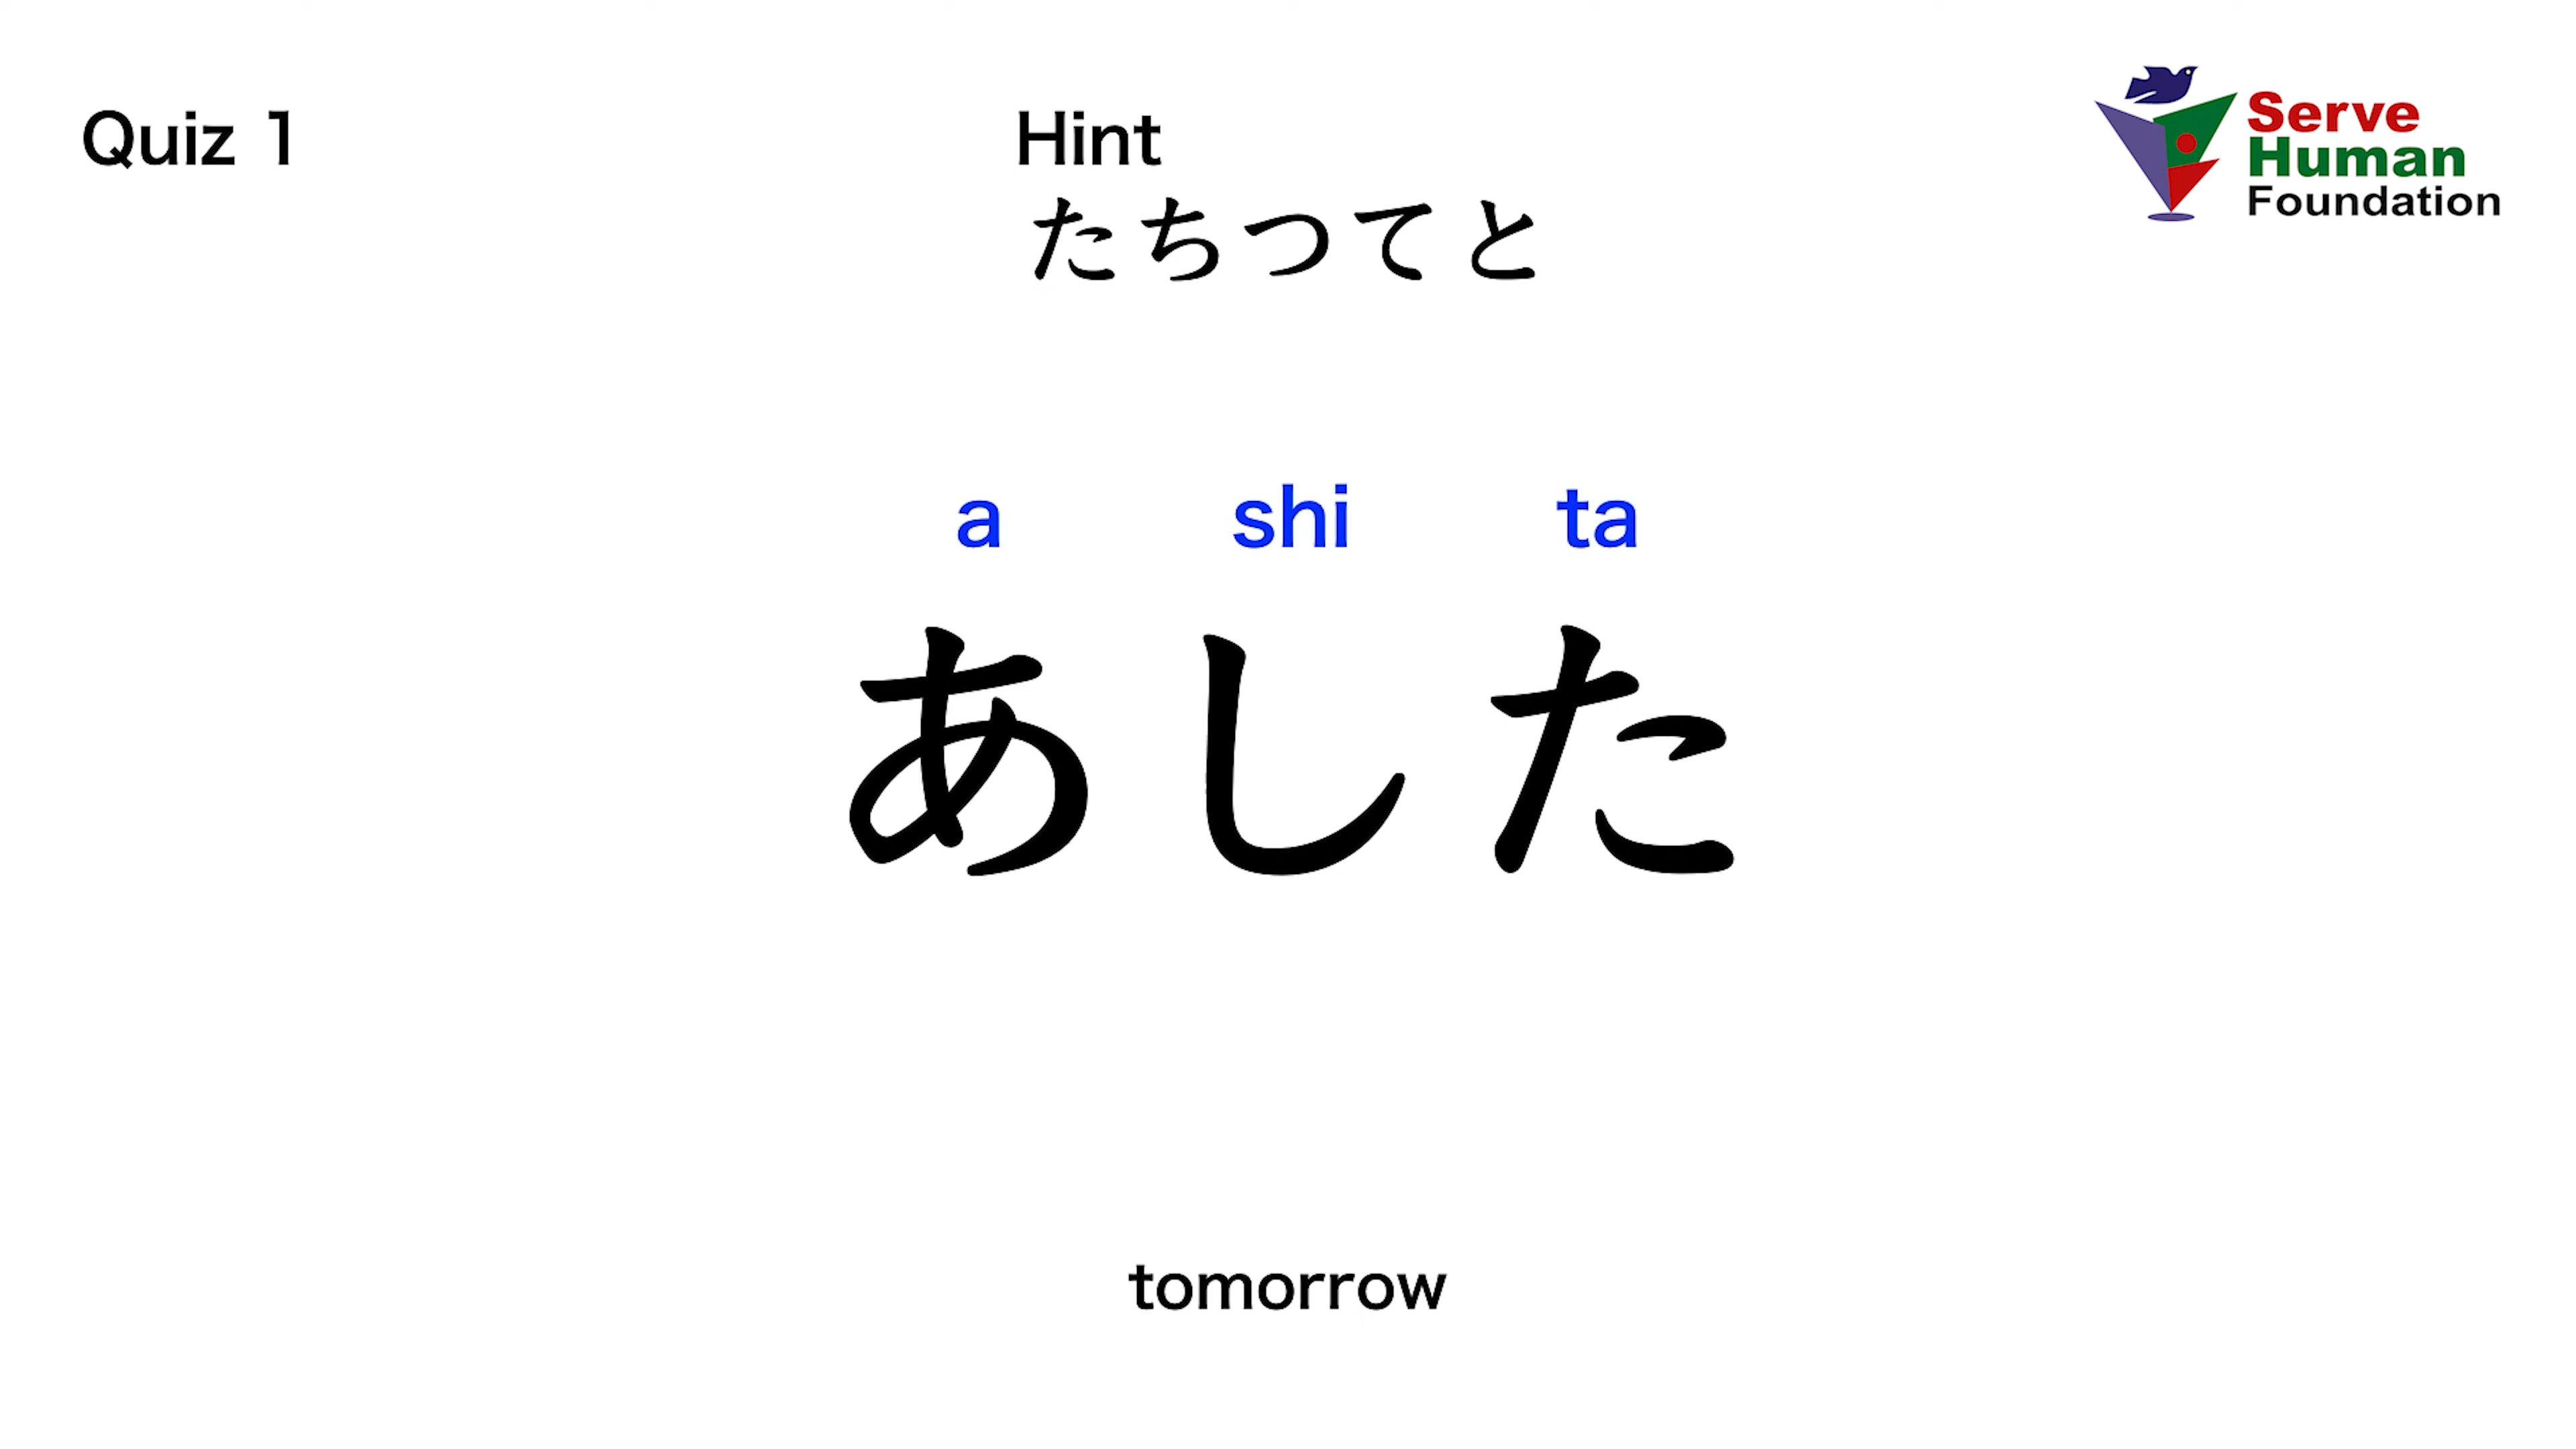 Quiz 1
Hint
たちつてと
Serve
Human
Foundation
a shi ta
あした
tomorrow